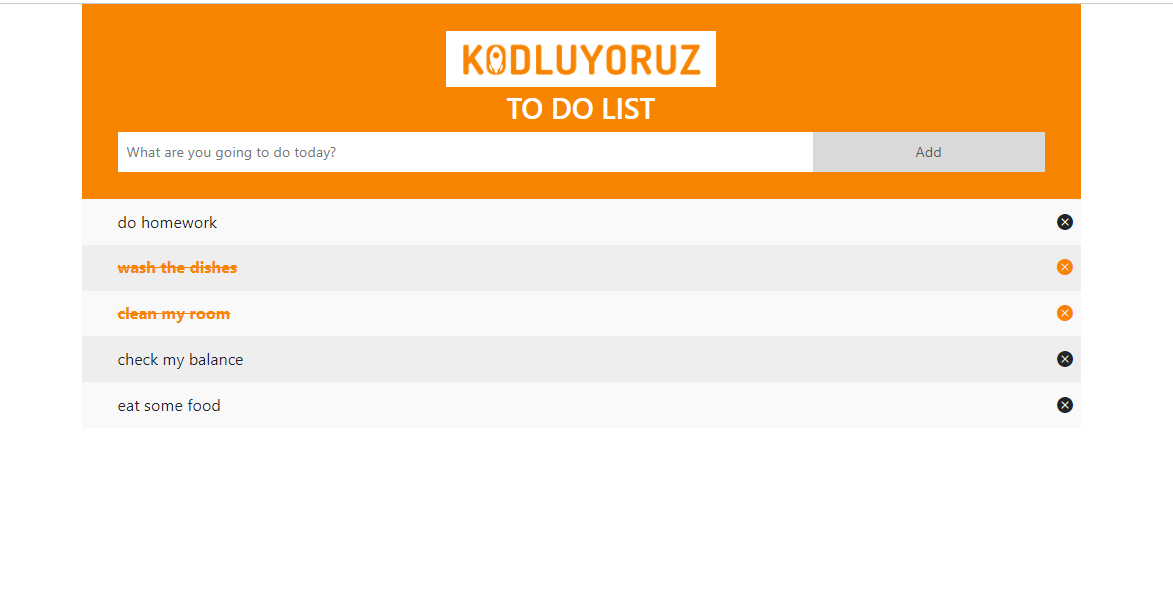 KODLUYORUZ
TO DO LIST
What are you going to do today?
Add
do homework
wash the dishes
clean my room
check my balance
eat some food